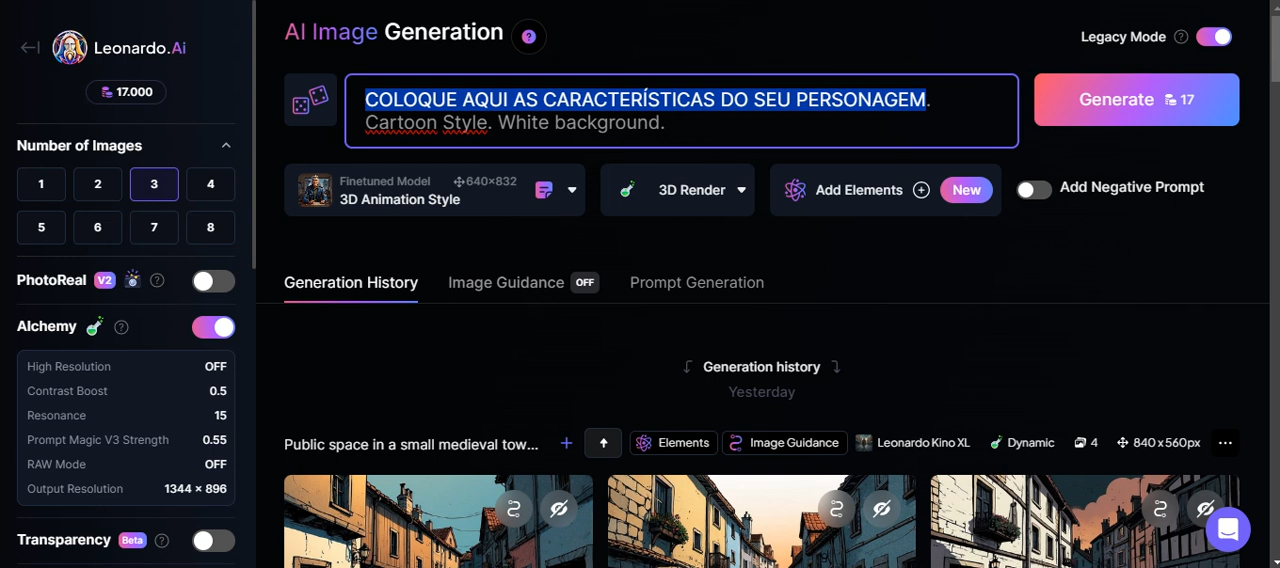 Leonardo.Ai
17.000
Number of Images
1 2 3 4
5 6 7 8
PhotoReal V2 ?
Alchemy ?
High Resolution OFF
Contrast Boost 0.5
Resonance 15
Prompt Magic V3 Strength 0.55
RAW Mode OFF
Output Resolution 1344 × 896
Transparency Beta ?
AI Image Generation ?
Legacy Mode ?
COLOQUE AQUI AS CARACTERÍSTICAS DO SEU PERSONAGEM.
Cartoon Style. White background.
Generate 17
Finetuned Model 640×832
3D Animation Style
3D Render
Add Elements New
Add Negative Prompt
Generation History Image Guidance OFF Prompt Generation
Generation history
Yesterday
Public space in a small medieval tow... Elements Image Guidance Leonardo Kino XL Dynamic 4 840x560px